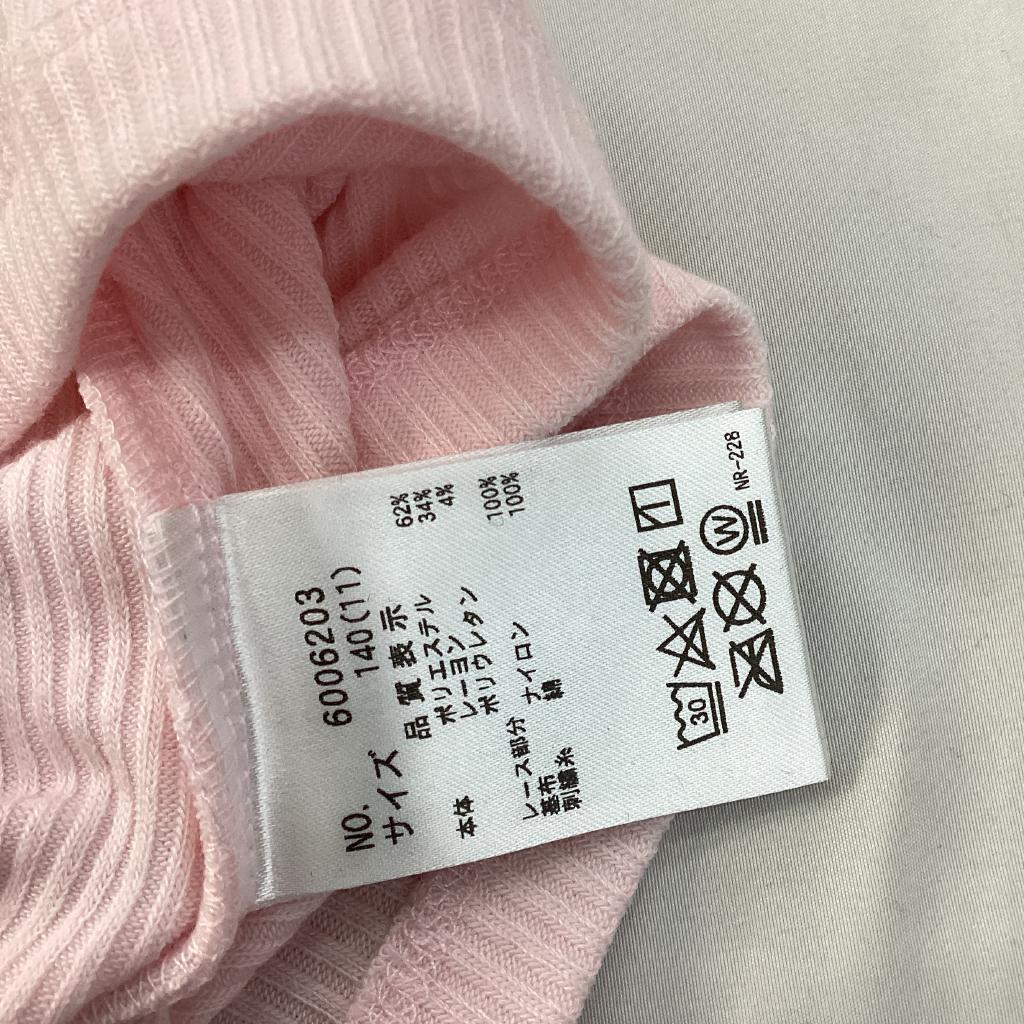 NO. 6006203
サイズ 140(11)
品質表示
本体 ポリエステル 62%
レーヨン 34%
ポリウレタン 4%
レース部分
基布 ナイロン 100%
刺繍糸 綿 100%
30
W
NR-228